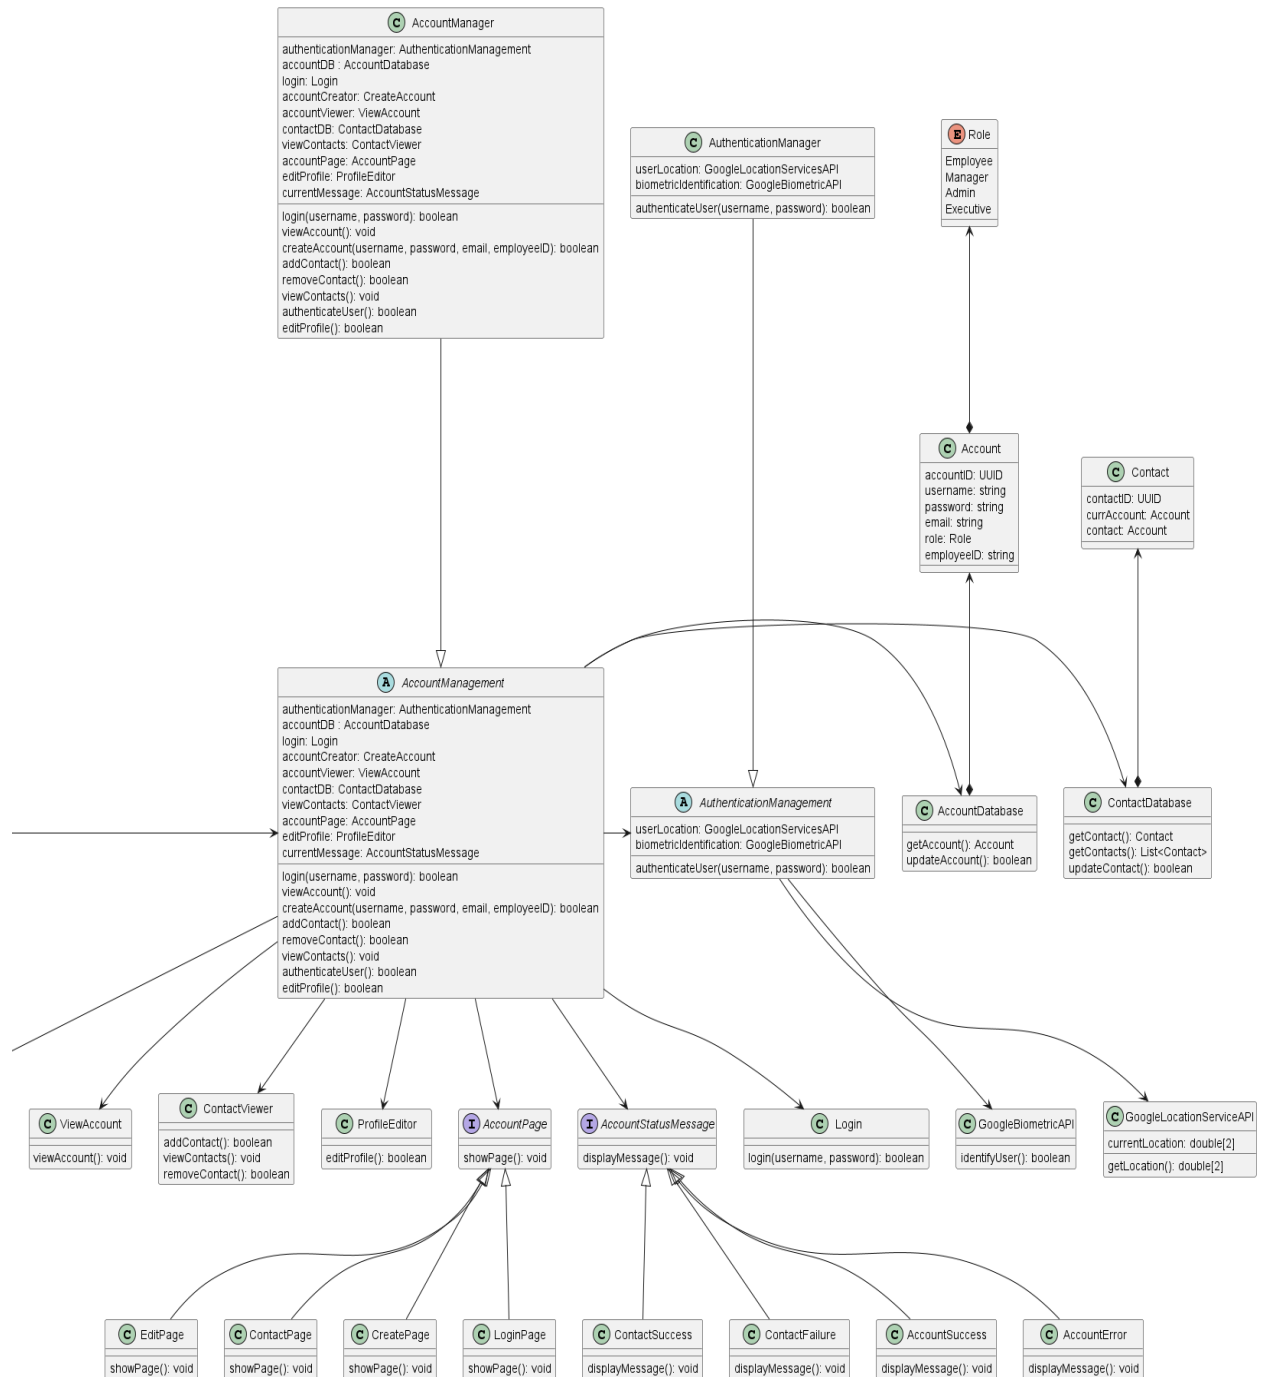 C AccountManager
authenticationManager: AuthenticationManagement
accountDB : AccountDatabase
login: Login
accountCreator: CreateAccount
accountViewer: ViewAccount
contactDB: ContactDatabase
viewContacts: ContactViewer
accountPage: AccountPage
editProfile: ProfileEditor
currentMessage: AccountStatusMessage
login(username, password): boolean
viewAccount(): void
createAccount(username, password, email, employeeID): boolean
addContact(): boolean
removeContact(): boolean
viewContacts(): void
authenticateUser(): boolean
editProfile(): boolean
C AuthenticationManager
userLocation: GoogleLocationServicesAPI
biometricIdentification: GoogleBiometricAPI
authenticateUser(username, password): boolean
E Role
Employee
Manager
Admin
Executive
C Account
accountID: UUID
username: string
password: string
email: string
role: Role
employeeID: string
C Contact
contactID: UUID
currAccount: Account
contact: Account
A AccountManagement
authenticationManager: AuthenticationManagement
accountDB : AccountDatabase
login: Login
accountCreator: CreateAccount
accountViewer: ViewAccount
contactDB: ContactDatabase
viewContacts: ContactViewer
accountPage: AccountPage
editProfile: ProfileEditor
currentMessage: AccountStatusMessage
login(username, password): boolean
viewAccount(): void
createAccount(username, password, email, employeeID): boolean
addContact(): boolean
removeContact(): boolean
viewContacts(): void
authenticateUser(): boolean
editProfile(): boolean
A AuthenticationManagement
userLocation: GoogleLocationServicesAPI
biometricIdentification: GoogleBiometricAPI
authenticateUser(username, password): boolean
C AccountDatabase
getAccount(): Account
updateAccount(): boolean
C ContactDatabase
getContact(): Contact
getContacts(): List<Contact>
updateContact(): boolean
C ViewAccount
viewAccount(): void
C ContactViewer
addContact(): boolean
viewContacts(): void
removeContact(): boolean
C ProfileEditor
editProfile(): boolean
I AccountPage
showPage(): void
I AccountStatusMessage
displayMessage(): void
C Login
login(username, password): boolean
C GoogleBiometricAPI
identifyUser(): boolean
C GoogleLocationServiceAPI
currentLocation: double[2]
getLocation(): double[2]
C EditPage
showPage(): void
C ContactPage
showPage(): void
C CreatePage
showPage(): void
C LoginPage
showPage(): void
C ContactSuccess
displayMessage(): void
C ContactFailure
displayMessage(): void
C AccountSuccess
displayMessage(): void
C AccountError
displayMessage(): void